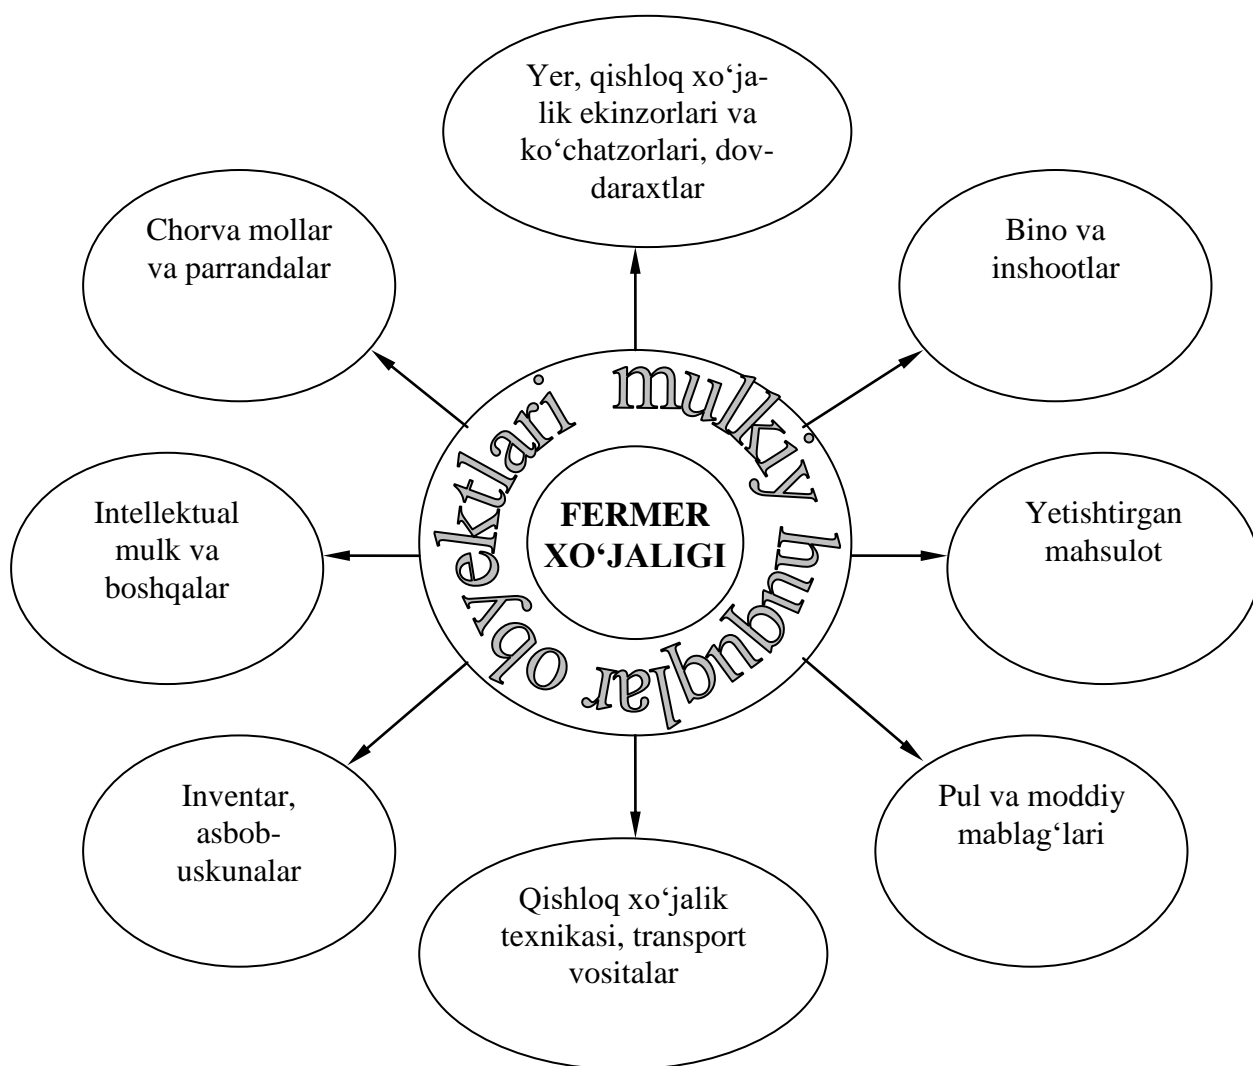 Yer, qishloq xo‘ja-
lik ekinzorlari va
ko‘chatzorlari, dov-
daraxtlar
Chorva mollar
va parrandalar
Bino va
inshootlar
mulkiy huquqlar obyektlari
FERMER
XO‘JALIGI
Intellektual
mulk va
boshqalar
Yetishtirgan
mahsulot
Inventar,
asbob-
uskunalar
Pul va moddiy
mablag‘lari
Qishloq xo‘jalik
texnikasi, transport
vositalar